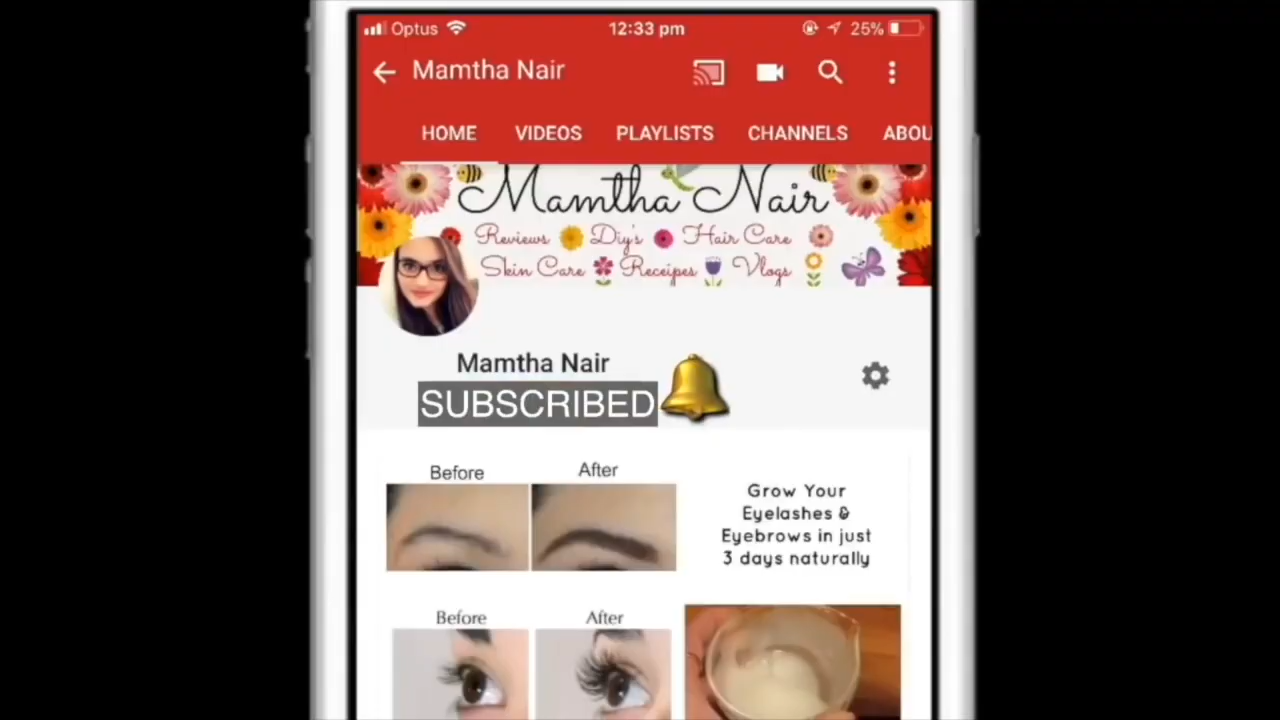 Optus 12:33 pm 25%
Mamtha Nair
HOME VIDEOS PLAYLISTS CHANNELS ABOU
Mamtha Nair
Reviews Diy's Hair Care
Skin Care Receipes Vlogs
Mamtha Nair
SUBSCRIBED
Before After
Grow Your
Eyelashes &
Eyebrows in just
3 days naturally
Before After